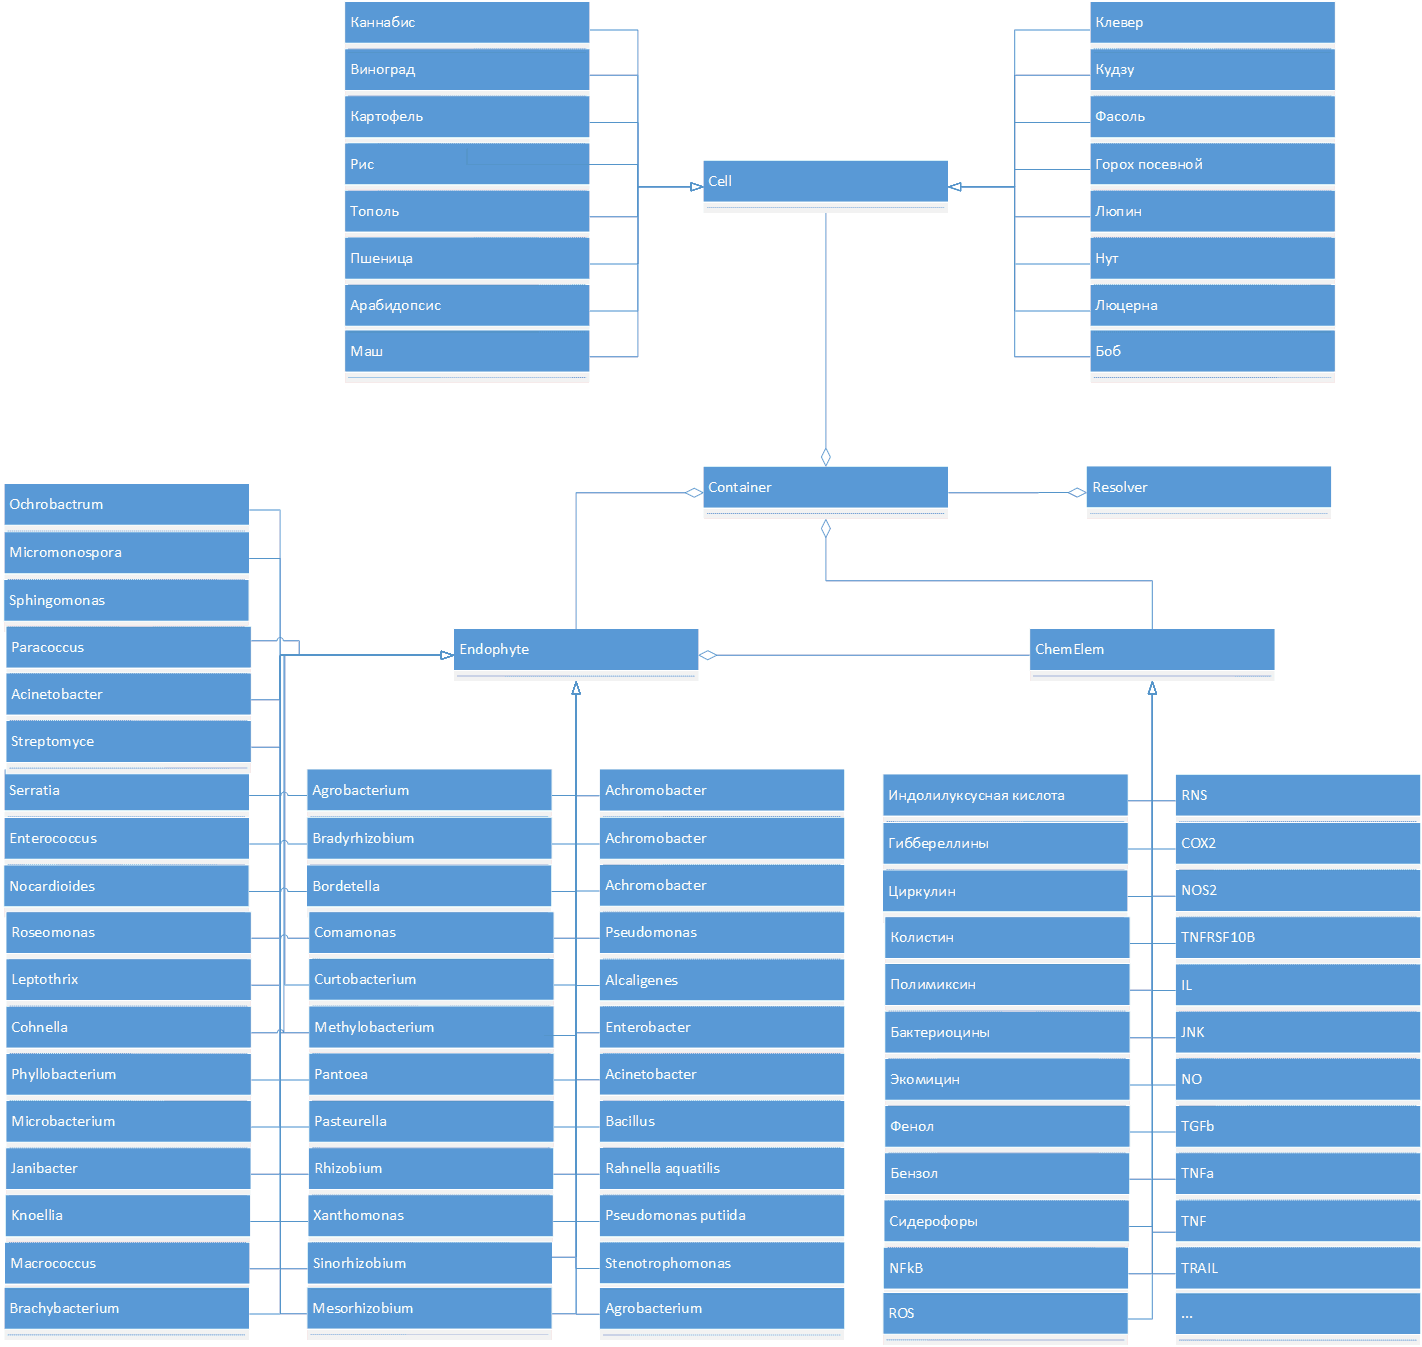 Каннабис
Виноград
Картофель
Рис
Тополь
Пшеница
Арабидопсис
Маш
Cell
Клевер
Кудзу
Фасоль
Горох посевной
Люпин
Нут
Люцерна
Боб
Container
Resolver
Endophyte
ChemElem
Ochrobactrum
Micromonospora
Sphingomonas
Paracoccus
Acinetobacter
Streptomyce
Serratia
Enterococcus
Nocardioides
Roseomonas
Leptothrix
Cohnella
Phyllobacterium
Microbacterium
Janibacter
Knoellia
Macrococcus
Brachybacterium
Agrobacterium
Bradyrhizobium
Bordetella
Comamonas
Curtobacterium
Methylobacterium
Pantoea
Pasteurella
Rhizobium
Xanthomonas
Sinorhizobium
Mesorhizobium
Achromobacter
Achromobacter
Achromobacter
Pseudomonas
Alcaligenes
Enterobacter
Acinetobacter
Bacillus
Rahnella aquatilis
Pseudomonas putiida
Stenotrophomonas
Agrobacterium
Индолилуксусная кислота
Гиббереллины
Циркулин
Колистин
Полимиксин
Бактериоцины
Экомицин
Фенол
Бензол
Сидерофоры
NFkB
ROS
RNS
COX2
NOS2
TNFRSF10B
IL
JNK
NO
TGFb
TNFa
TNF
TRAIL
...